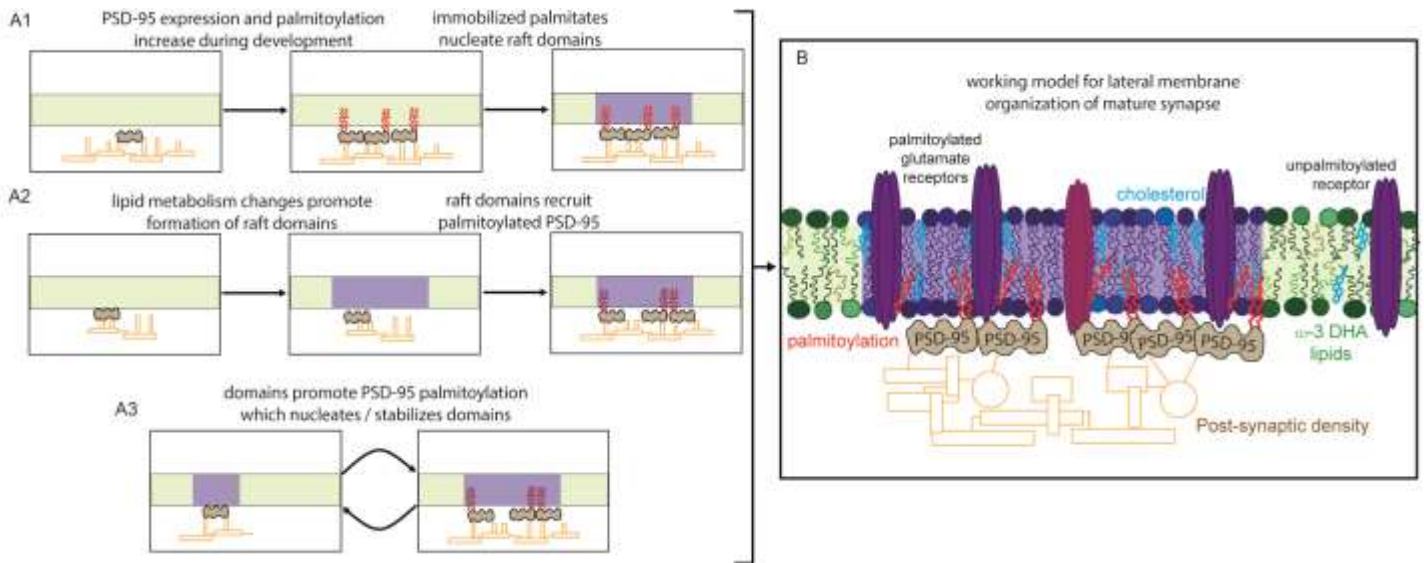 A1
PSD-95 expression and palmitoylation
increase during development
immobilized palmitates
nucleate raft domains
A2
lipid metabolism changes promote
formation of raft domains
raft domains recruit
palmitoylated PSD-95
A3
domains promote PSD-95 palmitoylation
which nucleates / stabilizes domains
B
working model for lateral membrane
organization of mature synapse
palmitoylated
glutamate
receptors
cholesterol
unpalmitoylated
receptor
palmitoylation
PSD-95
PSD-95
PSD-9
PSD-95
PSD-95
ω-3 DHA
lipids
Post-synaptic density